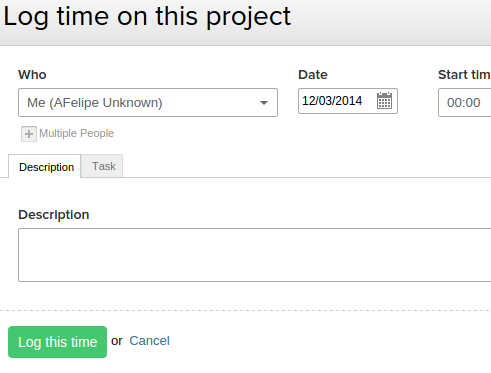 Log time on this project
Who
Date
Start tim
Me (AFelipe Unknown)
12/03/2014
00:00
Multiple People
Description
Task
Description
Log this time or Cancel